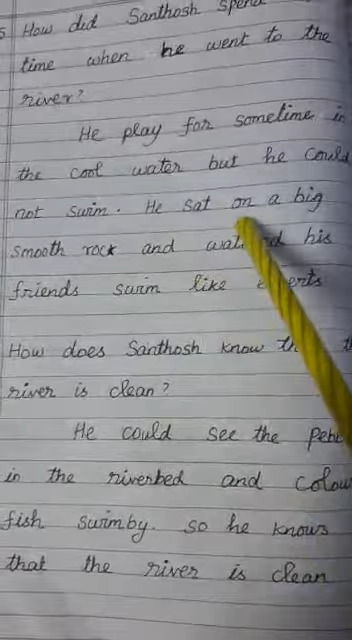 5 How did Santhosh spend
time when he went to the
river?
He play for sometime in
the cool water but he could
not swim. He sat on a big
smooth rock and his
friends swim like
How does Santhosh know
river is clean?
He could see the
in the riverbed and
fish swimby. so he knows
that the river is clean